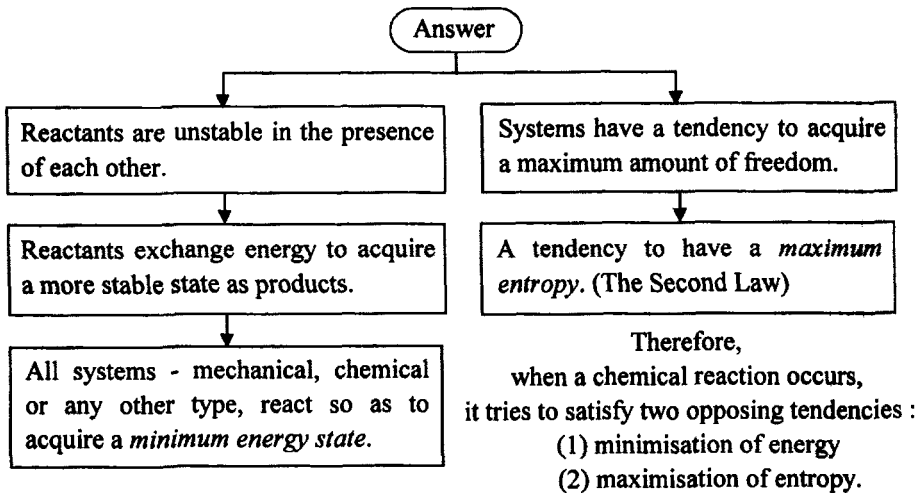 Answer
Reactants are unstable in the presence
of each other.
Reactants exchange energy to acquire
a more stable state as products.
All systems - mechanical, chemical
or any other type, react so as to
acquire a minimum energy state.
Systems have a tendency to acquire
a maximum amount of freedom.
A tendency to have a maximum
entropy. (The Second Law)
Therefore,
when a chemical reaction occurs,
it tries to satisfy two opposing tendencies :
(1) minimisation of energy
(2) maximisation of entropy.